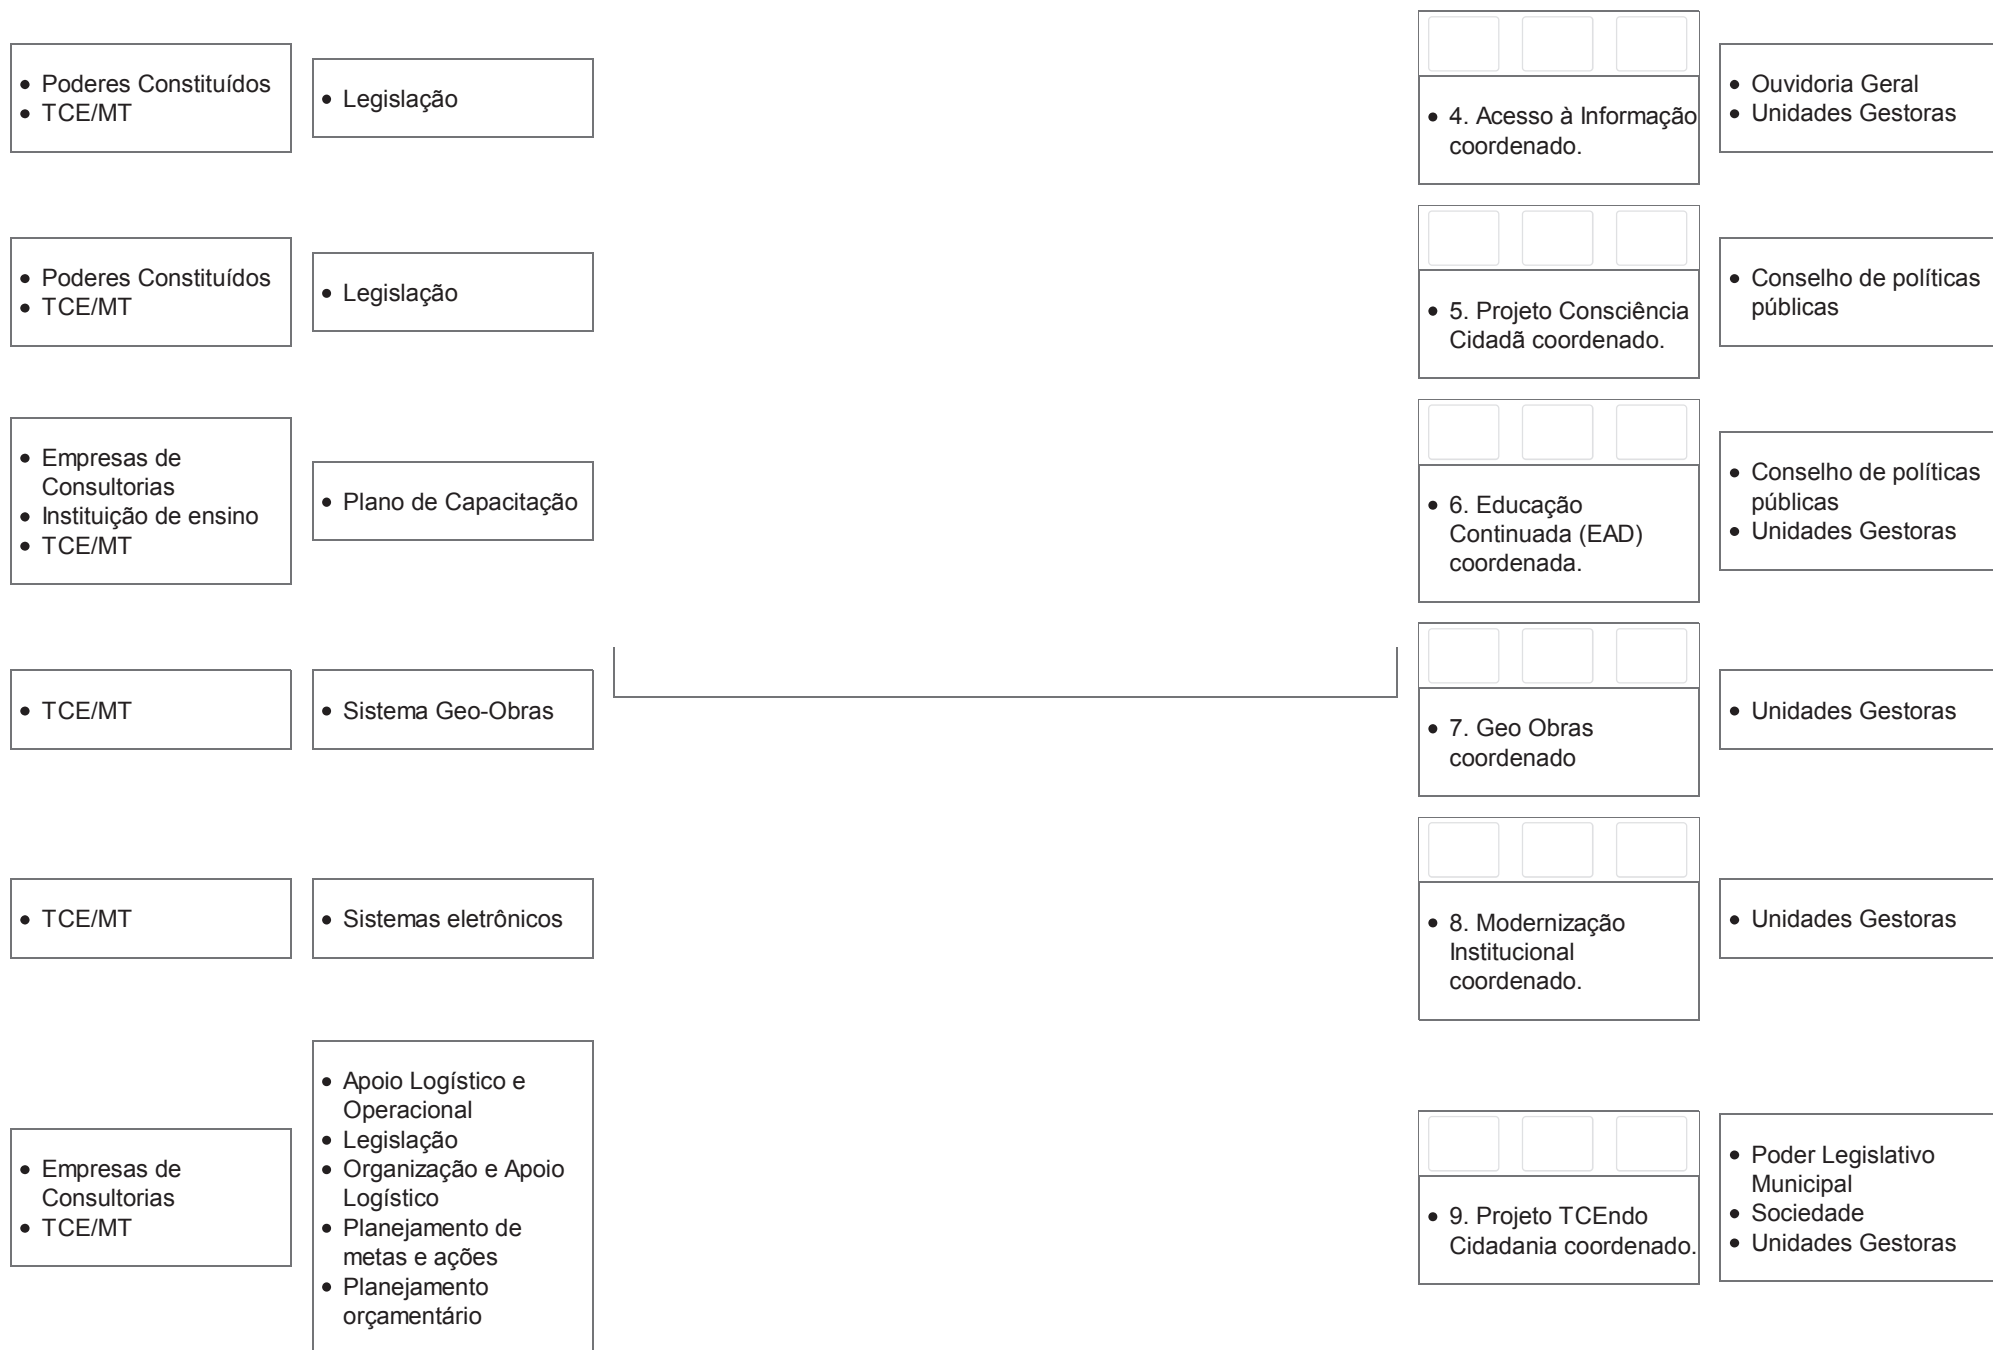 • Poderes Constituídos
• TCE/MT
• Legislação
• 4. Acesso à Informação
coordenado.
• Ouvidoria Geral
• Unidades Gestoras
• Poderes Constituídos
• TCE/MT
• Legislação
• 5. Projeto Consciência
Cidadã coordenado.
• Conselho de políticas
públicas
• Empresas de
Consultorias
• Instituição de ensino
• TCE/MT
• Plano de Capacitação
• 6. Educação
Continuada (EAD)
coordenada.
• Conselho de políticas
públicas
• Unidades Gestoras
• TCE/MT
• Sistema Geo-Obras
• 7. Geo Obras
coordenado
• Unidades Gestoras
• TCE/MT
• Sistemas eletrônicos
• 8. Modernização
Institucional
coordenado.
• Unidades Gestoras
• Empresas de
Consultorias
• TCE/MT
• Apoio Logístico e
Operacional
• Legislação
• Organização e Apoio
Logístico
• Planejamento de
metas e ações
• Planejamento
orçamentário
• 9. Projeto TCEndo
Cidadania coordenado.
• Poder Legislativo
Municipal
• Sociedade
• Unidades Gestoras